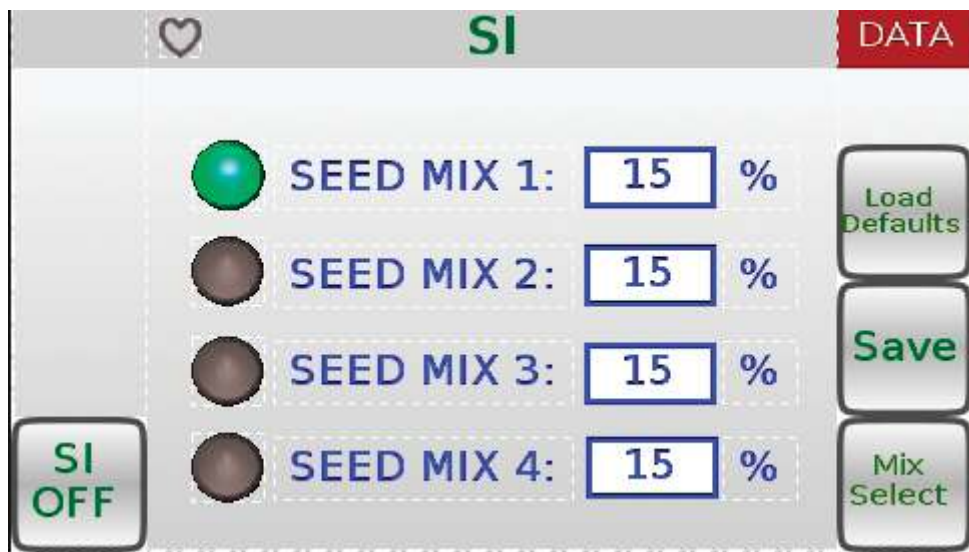 SI
DATA
SEED MIX 1: 15 %
SEED MIX 2: 15 %
SEED MIX 3: 15 %
SEED MIX 4: 15 %
Load
Defaults
Save
Mix
Select
SI
OFF